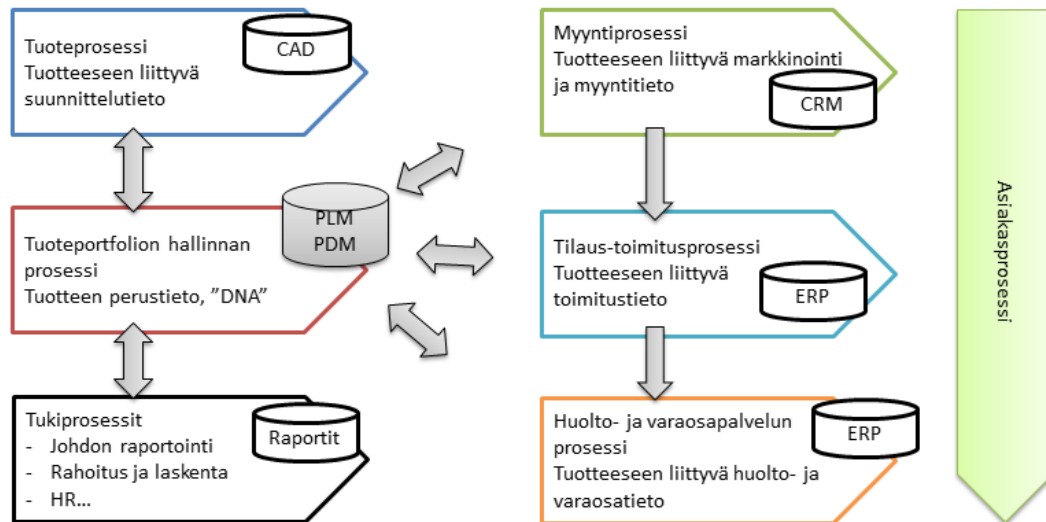 Tuoteprosessi
Tuotteeseen liittyvä
suunnittelutieto
CAD
Tuoteportfolion hallinnan
prosessi
Tuotteen perustieto, ”DNA”
PLM
PDM
Tukiprosessit
- Johdon raportointi
- Rahoitus ja laskenta
- HR...
Raportit
Myyntiprosessi
Tuotteeseen liittyvä markkinointi
ja myyntitieto
CRM
Tilaus-toimitusprosessi
Tuotteeseen liittyvä
toimitustieto
ERP
Huolto- ja varaosapalvelun
prosessi
Tuotteeseen liittyvä huolto- ja
varaosatieto
ERP
Asiakasprosessi